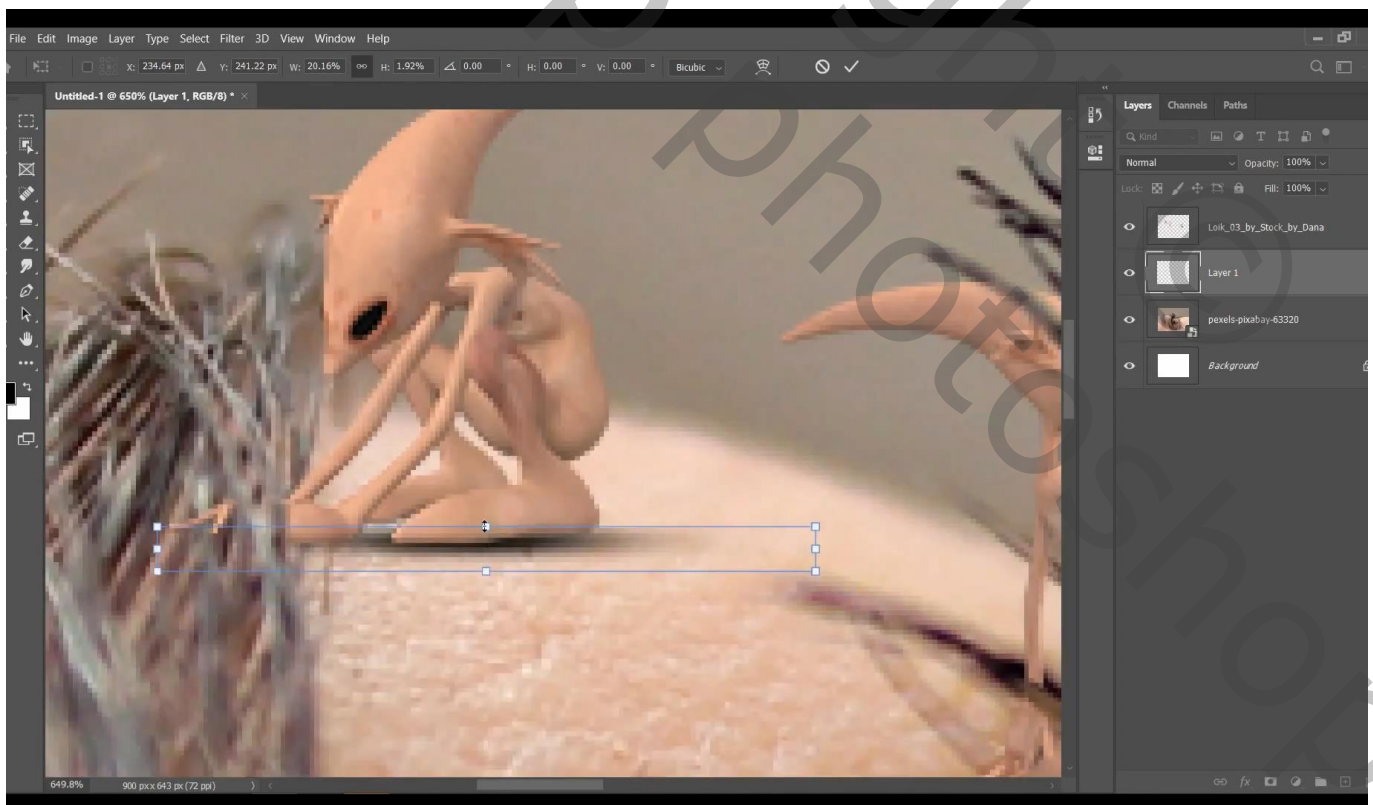 File Edit Image Layer Type Select Filter 3D View Window Help
X: 234.64 px Δ Y: 241.22 px W: 20.16% H: 1.92% 0.00 ° H: 0.00 ° V: 0.00 ° Bicubic
Untitled-1 @ 650% (Layer 1, RGB/8) * ×
Layers Channels Paths
Kind
Normal Opacity: 100%
Lock: Fill: 100%
Loik_03_by_Stock_by_Dana
Layer 1
pexels-pixabay-63320
Background
649.8% 900 px x 643 px (72 ppi)
photoshop